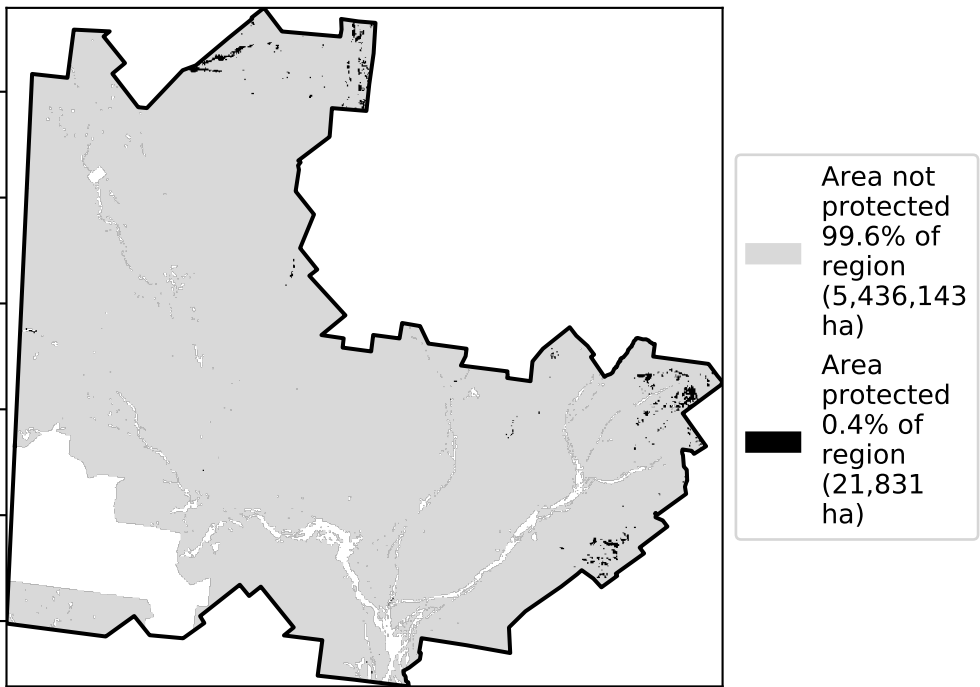 Area not
protected
99.6% of
region
(5,436,143
ha)
Area
protected
0.4% of
region
(21,831
ha)